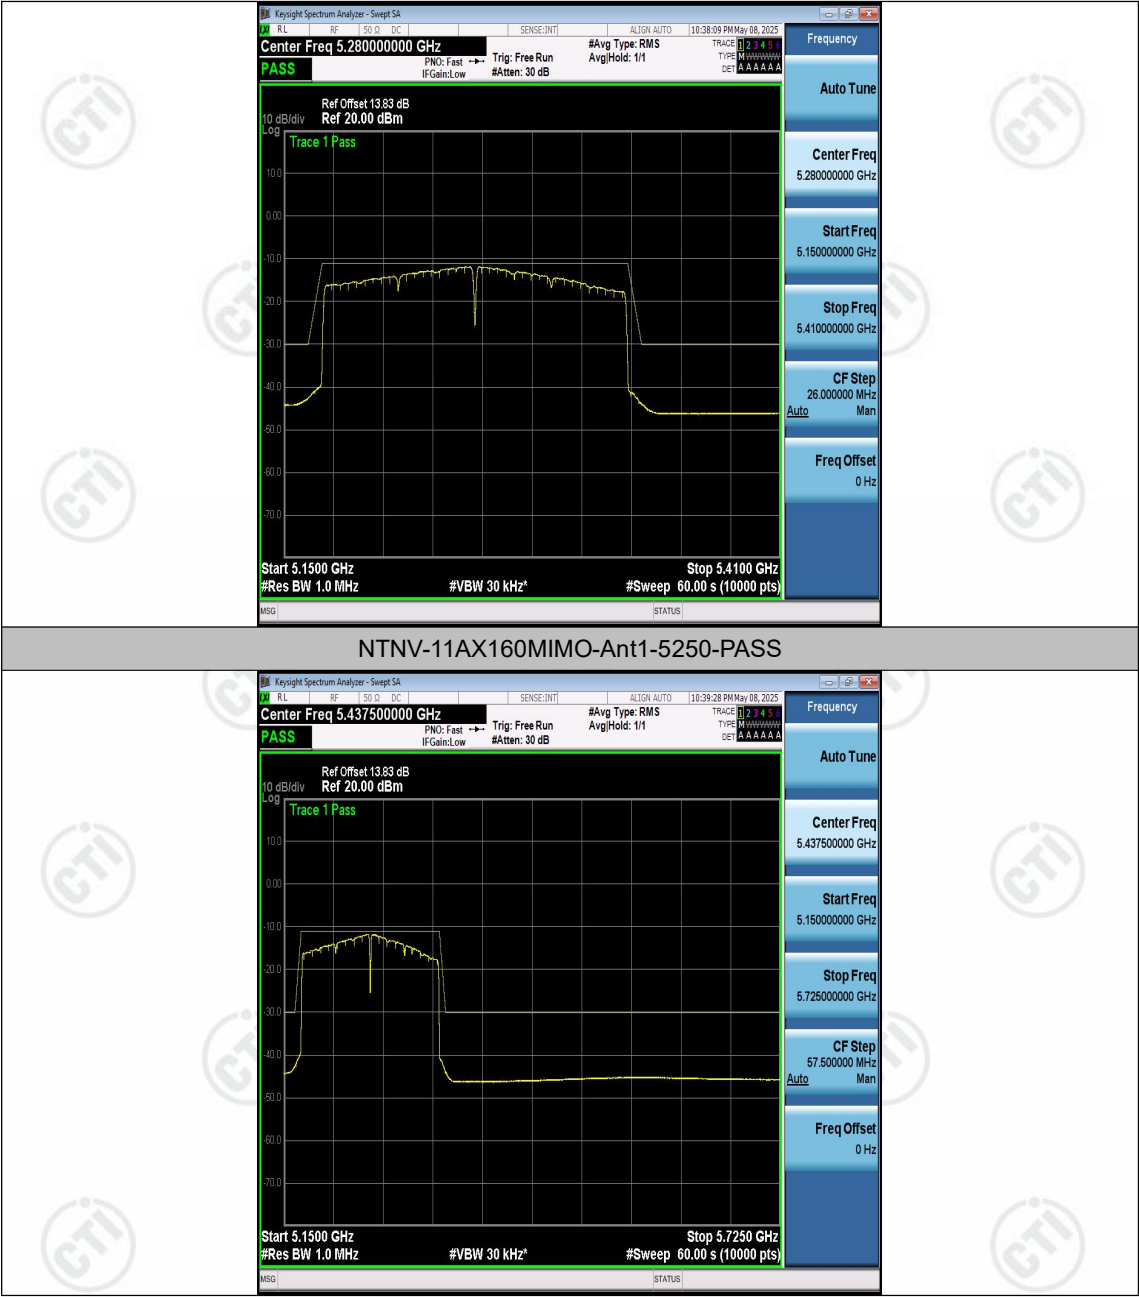 Keysight Spectrum Analyzer - Swept SA
RL RF 50 Ω DC SENSE:INT ALIGN AUTO 10:38:09 PM May 08, 2025
Center Freq 5.280000000 GHz
PASS
PNO: Fast
IFGain:Low
Trig: Free Run
#Atten: 30 dB
#Avg Type: RMS
Avg|Hold: 1/1
TRACE 1 2 3 4 5 6
TYPE M
DET A A A A A A
Frequency
Ref Offset 13.83 dB
10 dB/div Ref 20.00 dBm
Log
Trace 1 Pass
10.0
0.00
-10.0
-20.0
-30.0
-40.0
-50.0
-60.0
-70.0
Start 5.1500 GHz Stop 5.4100 GHz
#Res BW 1.0 MHz #VBW 30 kHz* #Sweep 60.00 s (10000 pts)
MSG STATUS
Auto Tune
Center Freq
5.280000000 GHz
Start Freq
5.150000000 GHz
Stop Freq
5.410000000 GHz
CF Step
26.000000 MHz
Auto Man
Freq Offset
0 Hz
NTNV-11AX160MIMO-Ant1-5250-PASS
Keysight Spectrum Analyzer - Swept SA
RL RF 50 Ω DC SENSE:INT ALIGN AUTO 10:39:28 PM May 08, 2025
Center Freq 5.437500000 GHz
PASS
PNO: Fast
IFGain:Low
Trig: Free Run
#Atten: 30 dB
#Avg Type: RMS
Avg|Hold: 1/1
TRACE 1 2 3 4 5 6
TYPE M
DET A A A A A A
Frequency
Ref Offset 13.83 dB
10 dB/div Ref 20.00 dBm
Log
Trace 1 Pass
10.0
0.00
-10.0
-20.0
-30.0
-40.0
-50.0
-60.0
-70.0
Start 5.1500 GHz Stop 5.7250 GHz
#Res BW 1.0 MHz #VBW 30 kHz* #Sweep 60.00 s (10000 pts)
MSG STATUS
Auto Tune
Center Freq
5.437500000 GHz
Start Freq
5.150000000 GHz
Stop Freq
5.725000000 GHz
CF Step
57.500000 MHz
Auto Man
Freq Offset
0 Hz
CTI
CTI
CTI
CTI
CTI
CTI
CTI
CTI
CTI
CTI
CTI
CTI